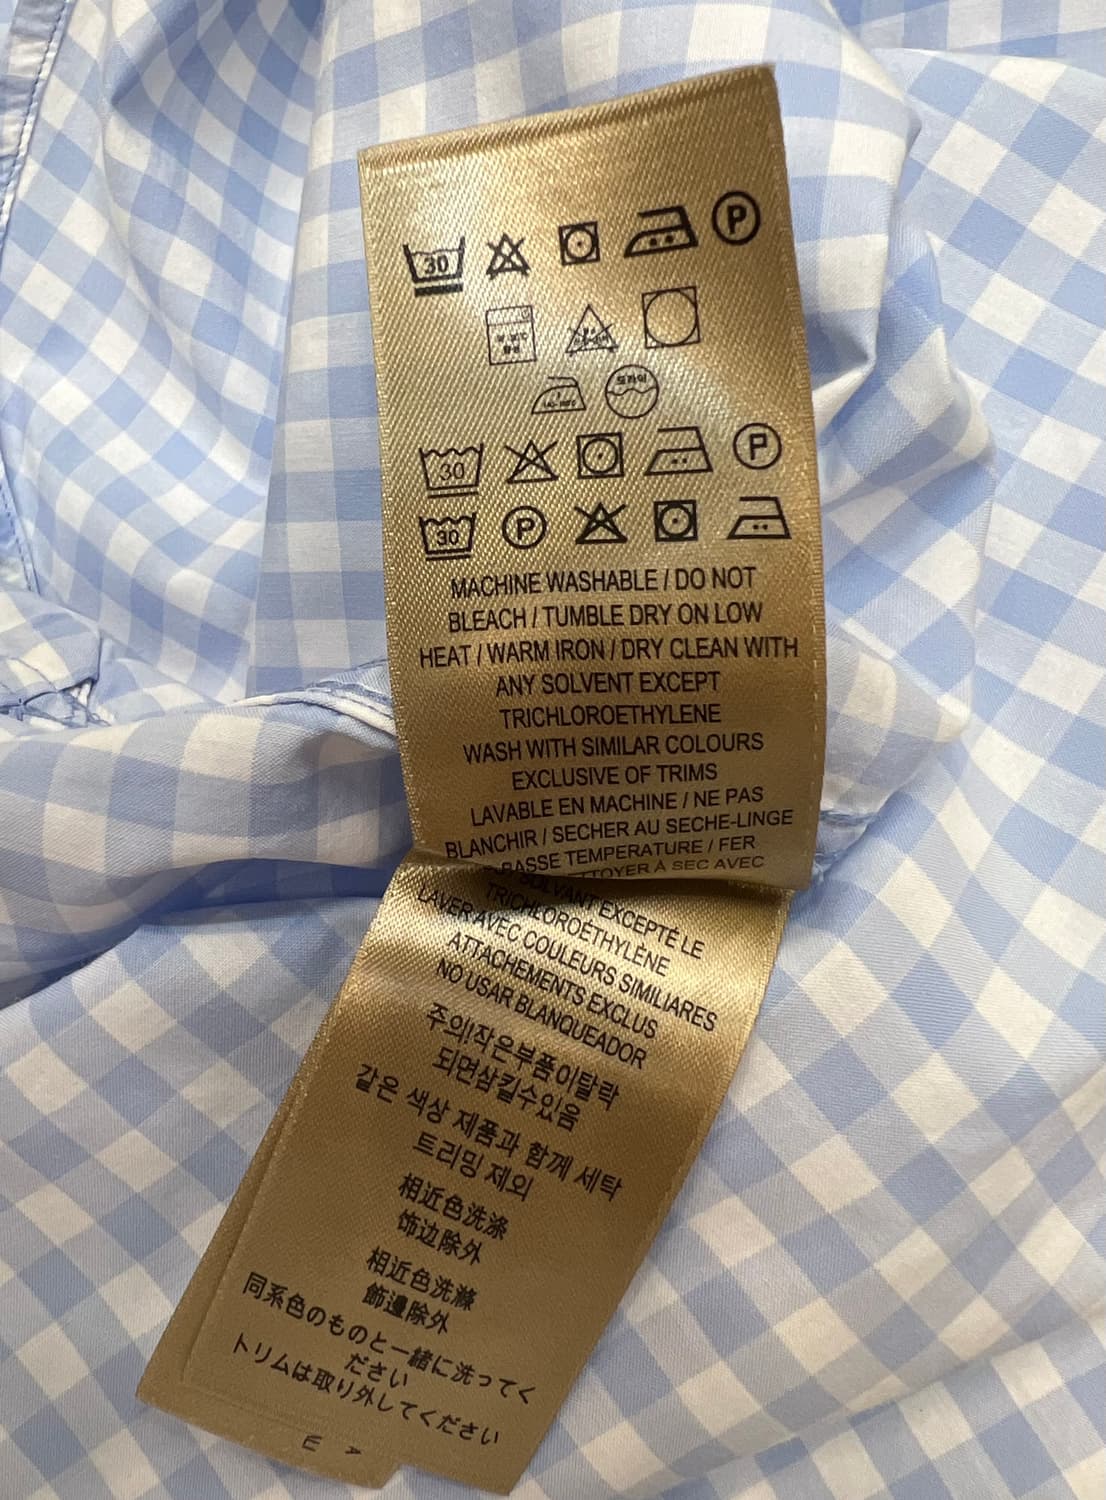 30 P
30 P
30 P
MACHINE WASHABLE / DO NOT
BLEACH / TUMBLE DRY ON LOW
HEAT / WARM IRON / DRY CLEAN WITH
ANY SOLVENT EXCEPT
TRICHLOROETHYLENE
WASH WITH SIMILAR COLOURS
EXCLUSIVE OF TRIMS
LAVABLE EN MACHINE / NE PAS
BLANCHIR / SECHER AU SECHE-LINGE
BASSE TEMPERATURE / FER
À SEC AVEC
SOLVANT EXCEPTÉ LE
TRICHLOROÉTHYLÈNE
LAVER AVEC COULEURS SIMILIARES
ATTACHEMENTS EXCLUS
NO USAR BLANQUEADOR
주의!작은부품이탈락
되면삼킬수있음
같은 색상 제품과 함께 세탁
트리밍 제외
相近色洗涤
饰边除外
相近色洗滌
飾邊除外
同系色のものと一緒に洗ってく
ださい
トリムは取り外してください